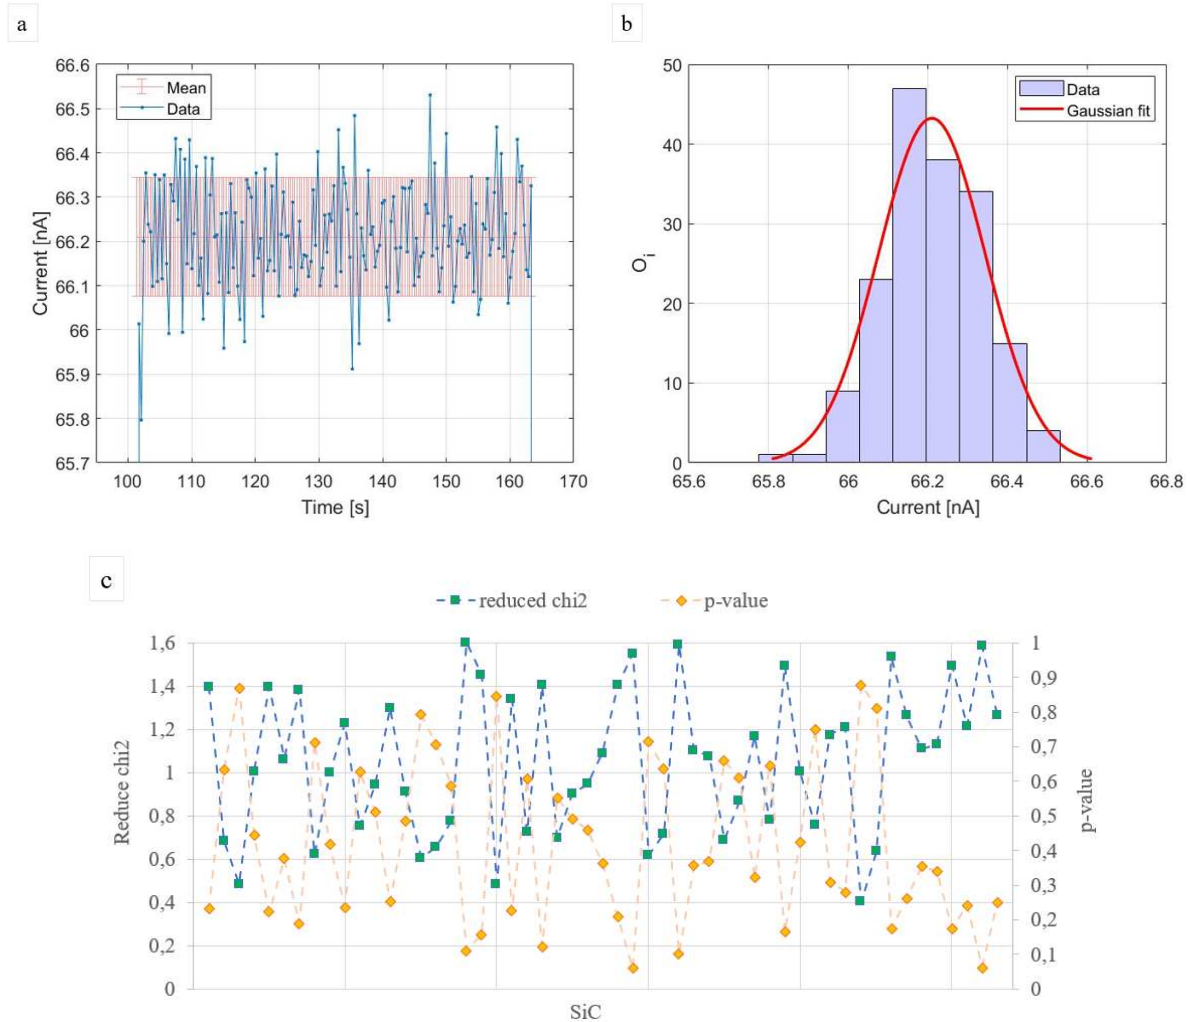 a
66.6
66.5
66.4
66.3
66.2
66.1
66
65.9
65.8
65.7
Current [nA]
Mean
Data
100 110 120 130 140 150 160 170
Time [s]
b
50
40
30
20
10
0
O_i
Data
Gaussian fit
65.6 65.8 66 66.2 66.4 66.6 66.8
Current [nA]
c
reduced chi2 p-value
1,6
1,4
1,2
1
0,8
0,6
0,4
0,2
0
Reduce chi2
1
0,9
0,8
0,7
0,6
0,5
0,4
0,3
0,2
0,1
0
p-value
SiC